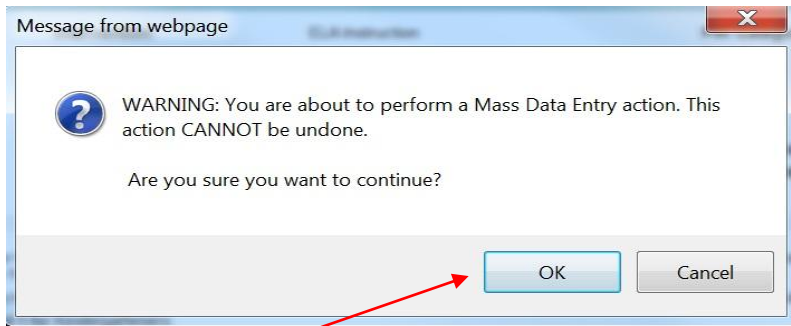 Message from webpage
WARNING: You are about to perform a Mass Data Entry action. This
action CANNOT be undone.
Are you sure you want to continue?
OK
Cancel